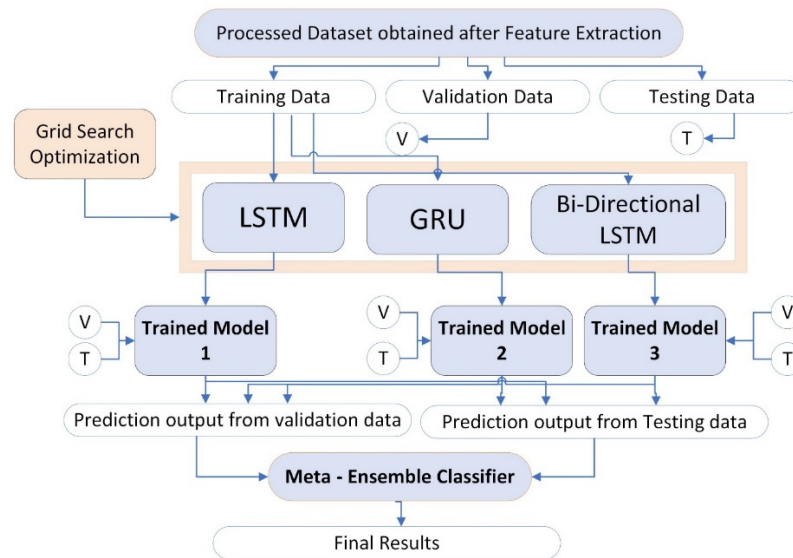 Processed Dataset obtained after Feature Extraction
Training Data
Validation Data
Testing Data
V
T
Grid Search
Optimization
LSTM
GRU
Bi-Directional
LSTM
V
T
Trained Model
1
V
T
Trained Model
2
Trained Model
3
V
T
Prediction output from validation data
Prediction output from Testing data
Meta - Ensemble Classifier
Final Results